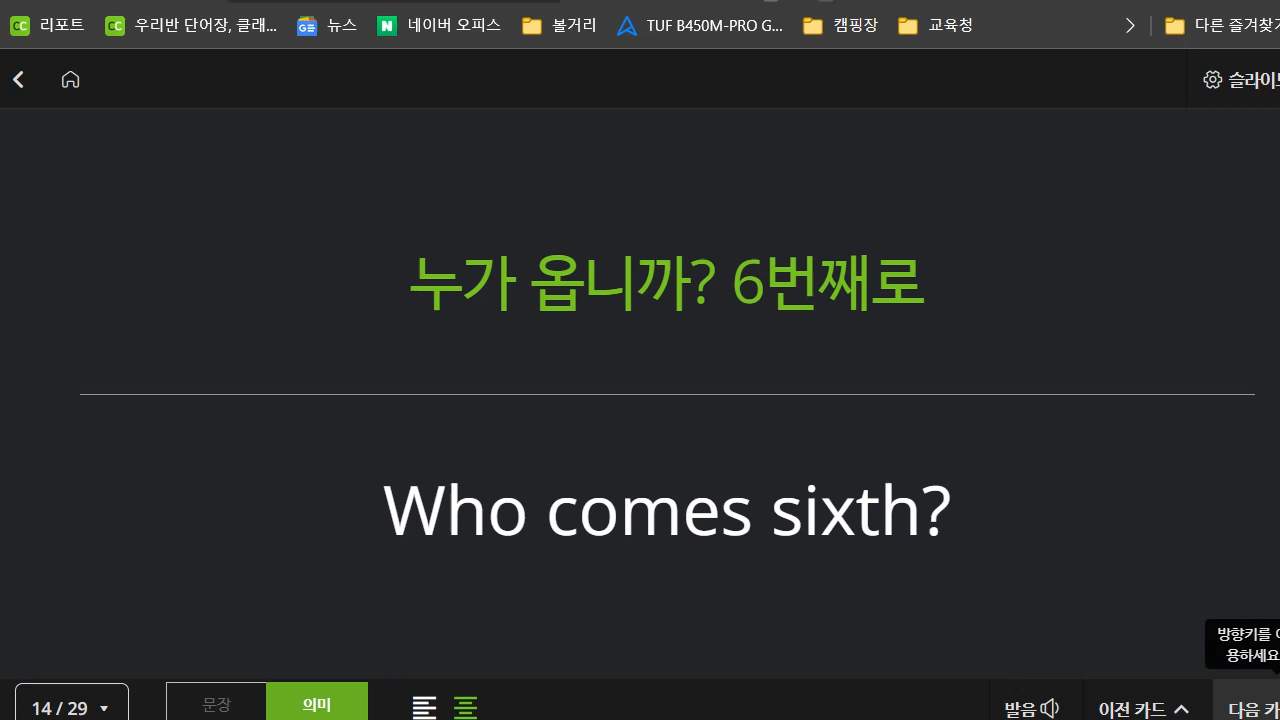 리포트 우리반 단어장, 클래... 뉴스 네이버 오피스 볼거리 TUF B450M-PRO G... 캠핑장 교육청 다른 즐겨찾기
슬라이드
누가 옵니까? 6번째로
Who comes sixth?
방향키를 이
용하세요
14 / 29 문장 의미 발음 이전 카드 다음 카